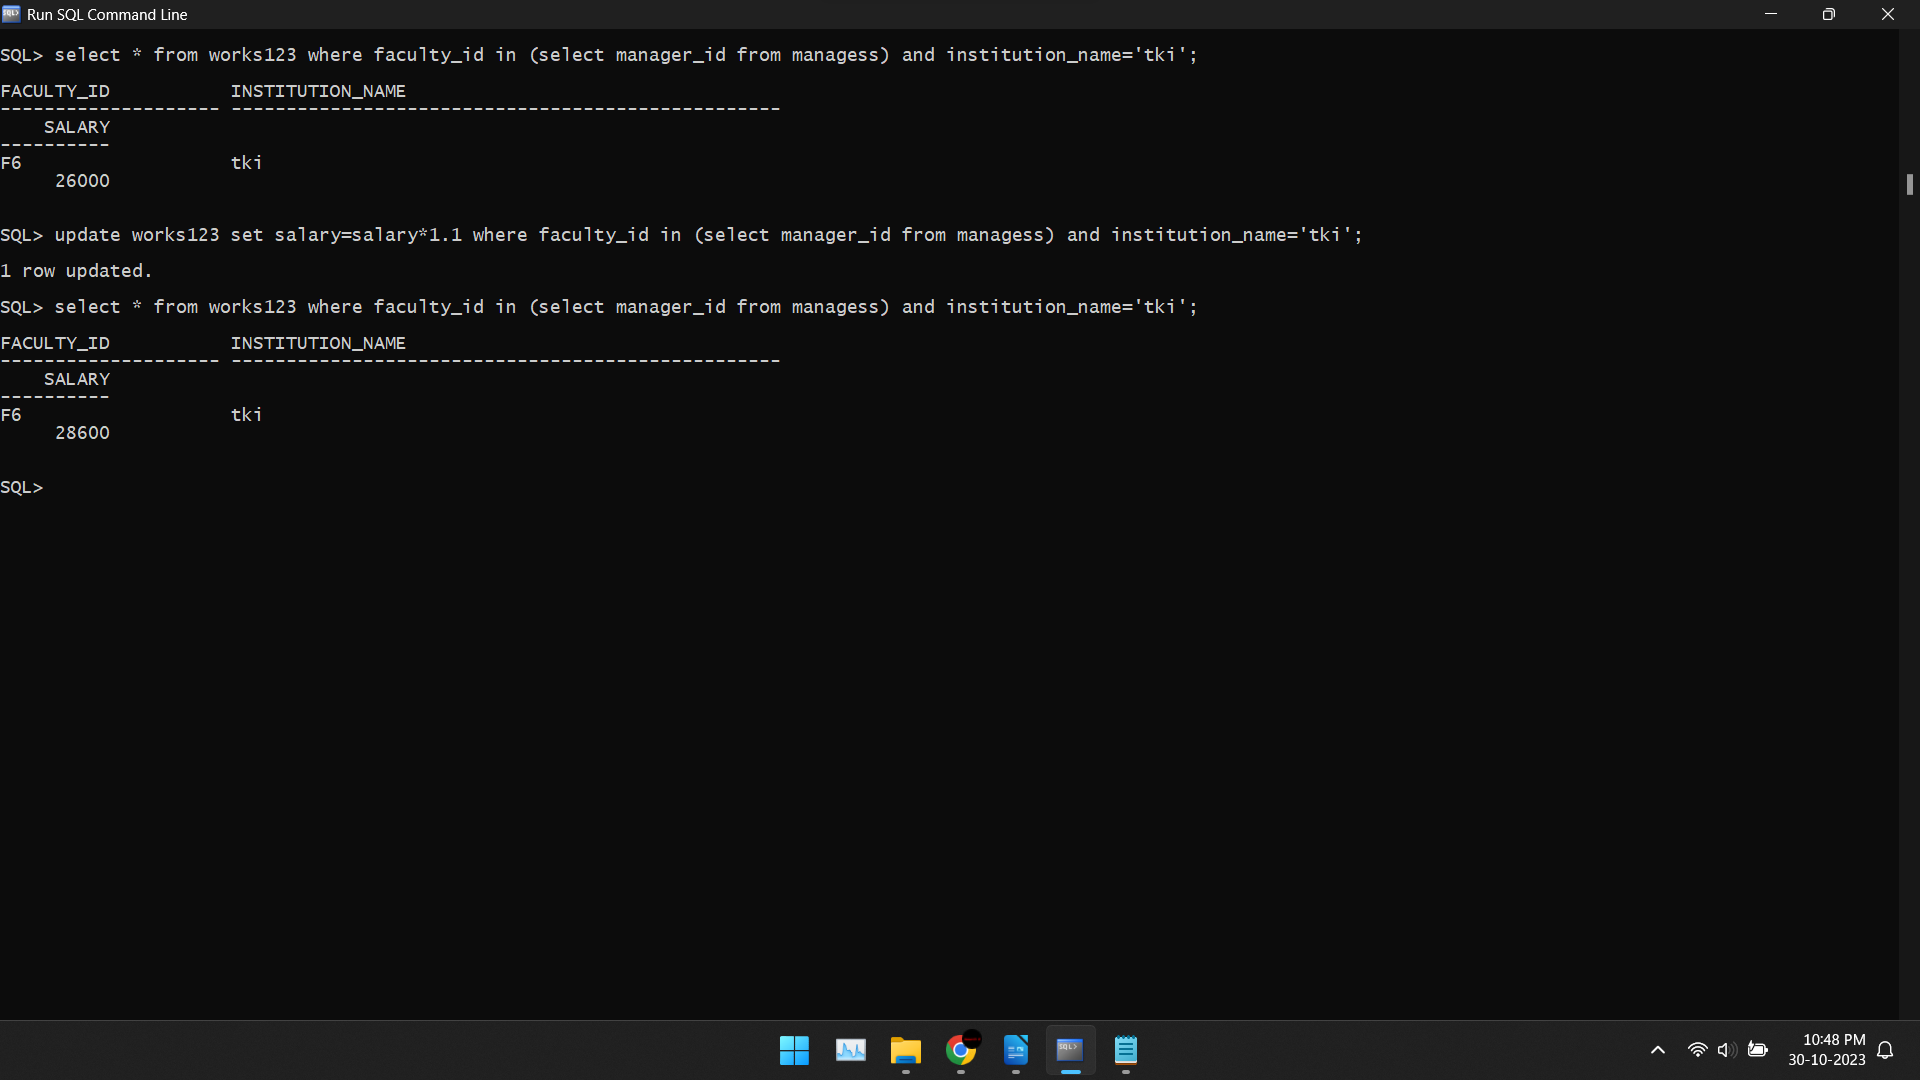 Run SQL Command Line
SQL> select * from works123 where faculty_id in (select manager_id from managess) and institution_name='tki';
FACULTY_ID           INSTITUTION_NAME
-------------------- --------------------------------------------------
    SALARY
----------
F6                   tki
     26000
SQL> update works123 set salary=salary*1.1 where faculty_id in (select manager_id from managess) and institution_name='tki';
1 row updated.
SQL> select * from works123 where faculty_id in (select manager_id from managess) and institution_name='tki';
FACULTY_ID           INSTITUTION_NAME
-------------------- --------------------------------------------------
    SALARY
----------
F6                   tki
     28600
SQL>
10:48 PM
30-10-2023